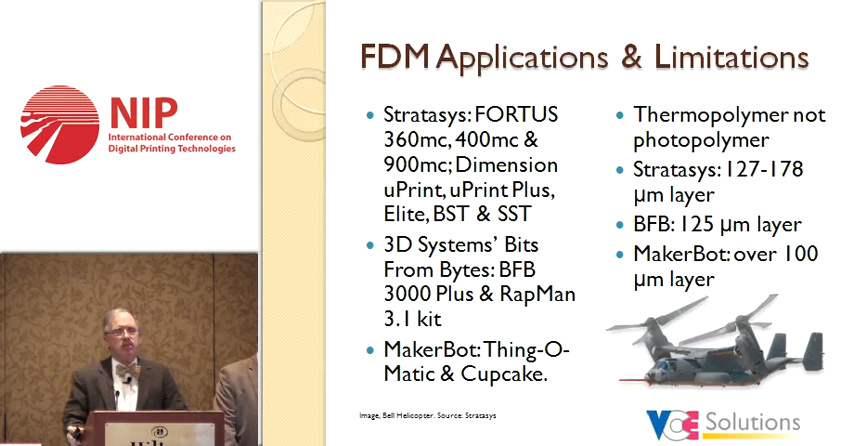 NIP
International Conference on
Digital Printing Technologies
FDM Applications & Limitations
Stratasys: FORTUS
360mc, 400mc &
900mc; Dimension
uPrint, uPrint Plus,
Elite, BST & SST
3D Systems’ Bits
From Bytes: BFB
3000 Plus & RapMan
3.1 kit
MakerBot: Thing-O-
Matic & Cupcake.
Thermopolymer not
photopolymer
Stratasys: 127-178
µm layer
BFB: 125 µm layer
MakerBot: over 100
µm layer
Image, Bell Helicopter. Source: Stratasys
VCE Solutions